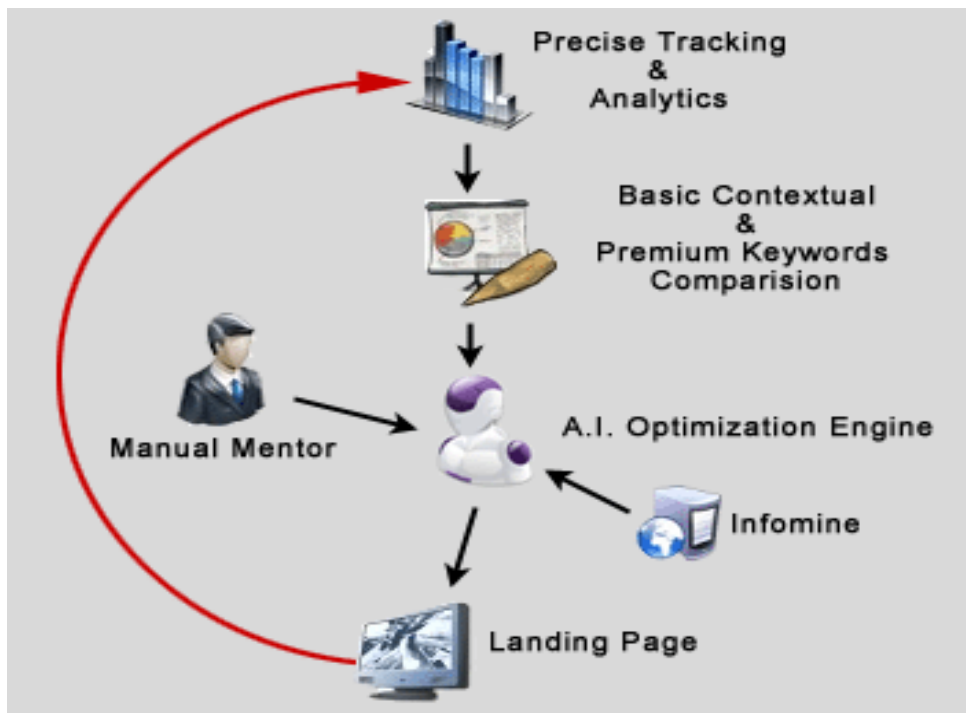 Precise Tracking
&
Analytics
Basic Contextual
&
Premium Keywords
Comparision
Manual Mentor
A.I. Optimization Engine
Infomine
Landing Page